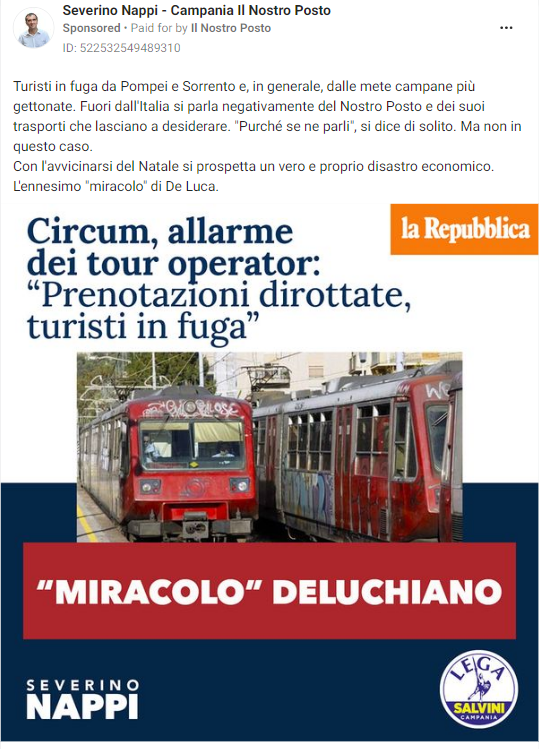 Severino Nappi - Campania Il Nostro Posto
Sponsored • Paid for by Il Nostro Posto
ID: 522532549489310
Turisti in fuga da Pompei e Sorrento e, in generale, dalle mete campane più
gettonate. Fuori dall'Italia si parla negativamente del Nostro Posto e dei suoi
trasporti che lasciano a desiderare. "Purché se ne parli", si dice di solito. Ma non in
questo caso.
Con l'avvicinarsi del Natale si prospetta un vero e proprio disastro economico.
L'ennesimo "miracolo" di De Luca.
la Repubblica
Circum, allarme
dei tour operator:
“Prenotazioni dirottate,
turisti in fuga”
“MIRACOLO” DELUCHIANO
SEVERINO
NAPPI
LEGA
SALVINI
CAMPANIA